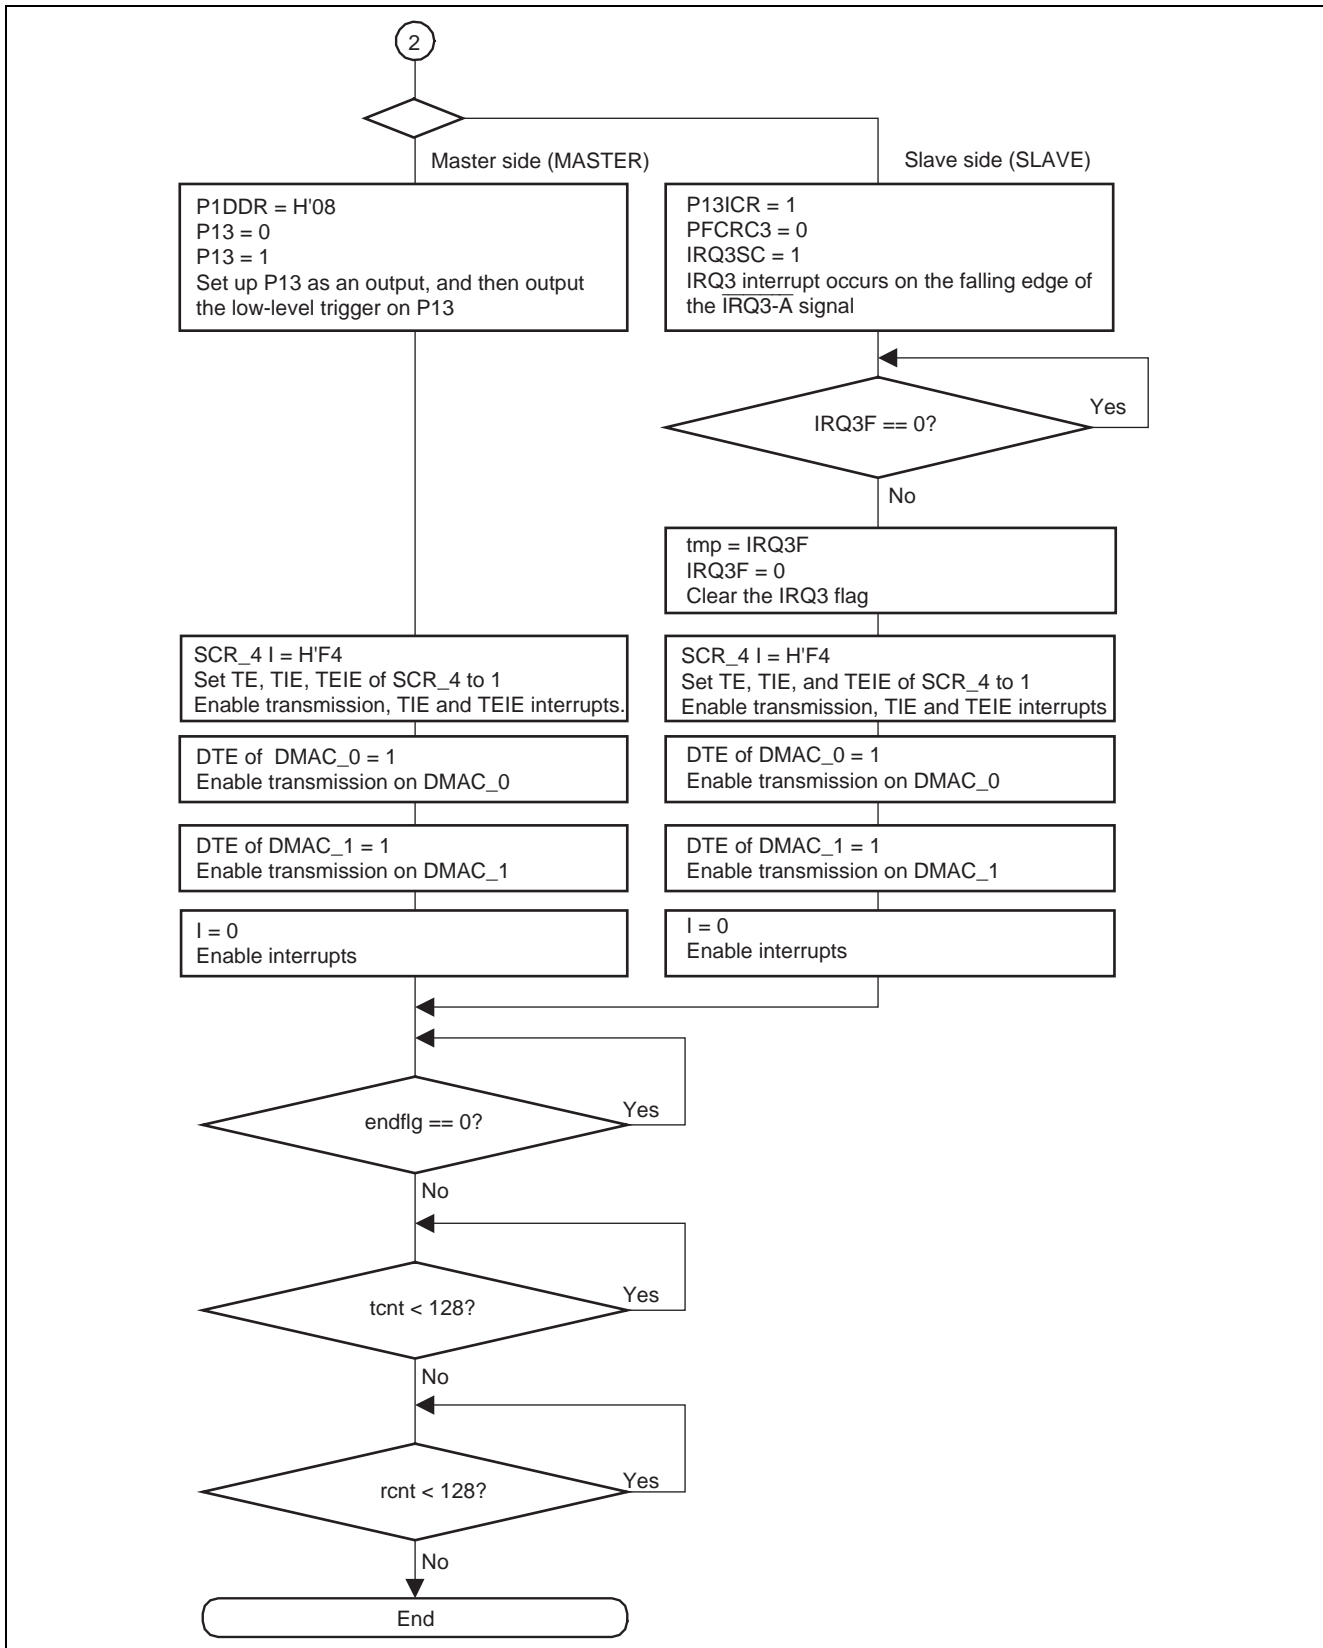 2
Master side (MASTER)
Slave side (SLAVE)
P1DDR = H'08
P13 = 0
P13 = 1
Set up P13 as an output, and then output
the low-level trigger on P13
P13ICR = 1
PFCRC3 = 0
IRQ3SC = 1
IRQ3 interrupt occurs on the falling edge of
the IRQ3-A signal
IRQ3F == 0?
Yes
No
tmp = IRQ3F
IRQ3F = 0
Clear the IRQ3 flag
SCR_4 I = H'F4
Set TE, TIE, TEIE of SCR_4 to 1
Enable transmission, TIE and TEIE interrupts.
SCR_4 I = H'F4
Set TE, TIE, and TEIE of SCR_4 to 1
Enable transmission, TIE and TEIE interrupts
DTE of DMAC_0 = 1
Enable transmission on DMAC_0
DTE of DMAC_0 = 1
Enable transmission on DMAC_0
DTE of DMAC_1 = 1
Enable transmission on DMAC_1
DTE of DMAC_1 = 1
Enable transmission on DMAC_1
I = 0
Enable interrupts
I = 0
Enable interrupts
endflg == 0?
Yes
No
tcnt < 128?
Yes
No
rcnt < 128?
Yes
No
End